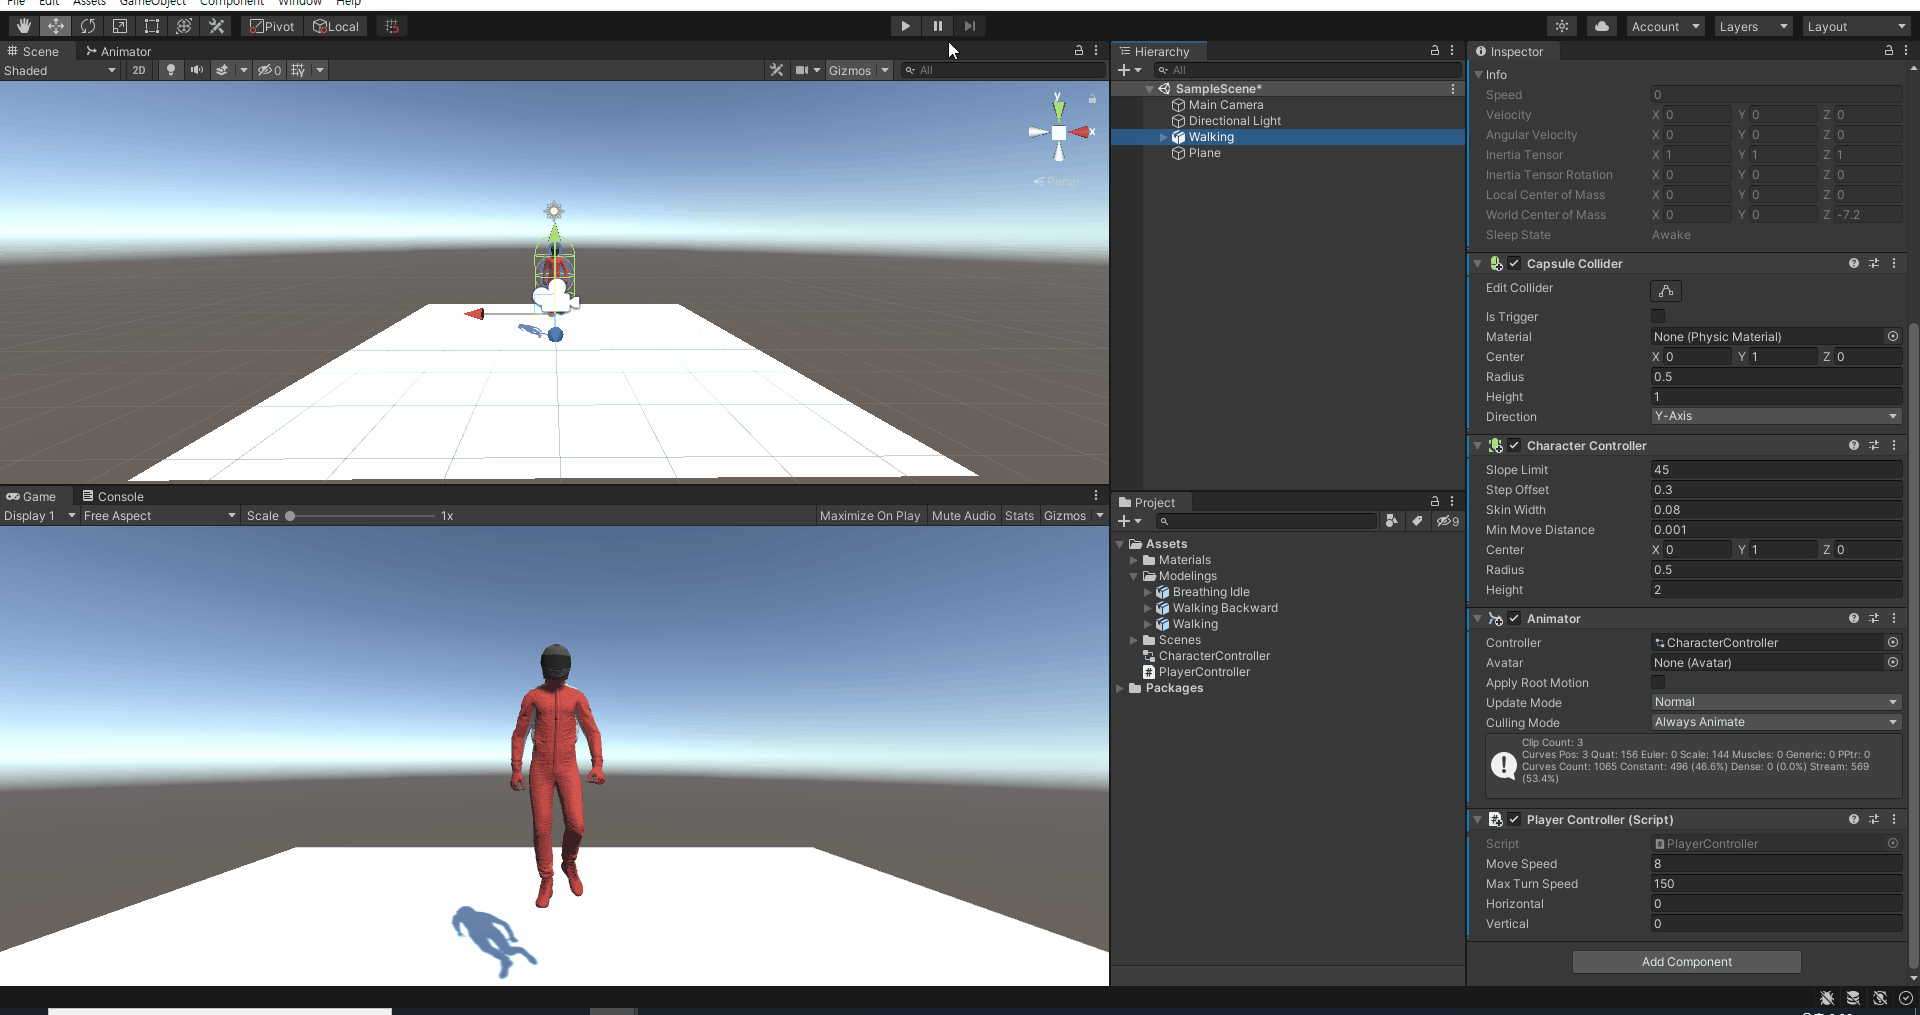 File Edit Assets GameObject Component Window Help
Pivot Local Account Layers Layout
Scene Animator
Shaded 2D 0 Gizmos All
y
x
Persp
Game Console
Display 1 Free Aspect Scale 1x Maximize On Play Mute Audio Stats Gizmos
Hierarchy
All
SampleScene*
Main Camera
Directional Light
Walking
Plane
Project
9
Assets
Materials
Modelings
Breathing Idle
Walking Backward
Walking
Scenes
CharacterController
PlayerController
Packages
Inspector
Info
Speed 0
Velocity X 0 Y 0 Z 0
Angular Velocity X 0 Y 0 Z 0
Inertia Tensor X 1 Y 1 Z 1
Inertia Tensor Rotation X 0 Y 0 Z 0
Local Center of Mass X 0 Y 0 Z 0
World Center of Mass X 0 Y 0 Z -7.2
Sleep State Awake
Capsule Collider
Edit Collider
Is Trigger
Material None (Physic Material)
Center X 0 Y 1 Z 0
Radius 0.5
Height 1
Direction Y-Axis
Character Controller
Slope Limit 45
Step Offset 0.3
Skin Width 0.08
Min Move Distance 0.001
Center X 0 Y 1 Z 0
Radius 0.5
Height 2
Animator
Controller CharacterController
Avatar None (Avatar)
Apply Root Motion
Update Mode Normal
Culling Mode Always Animate
Clip Count: 3
Curves Pos: 3 Quat: 156 Euler: 0 Scale: 144 Muscles: 0 Generic: 0 PPtr: 0
Curves Count: 1065 Constant: 496 (46.6%) Dense: 0 (0.0%) Stream: 569
(53.4%)
Player Controller (Script)
Script PlayerController
Move Speed 8
Max Turn Speed 150
Horizontal 0
Vertical 0
Add Component